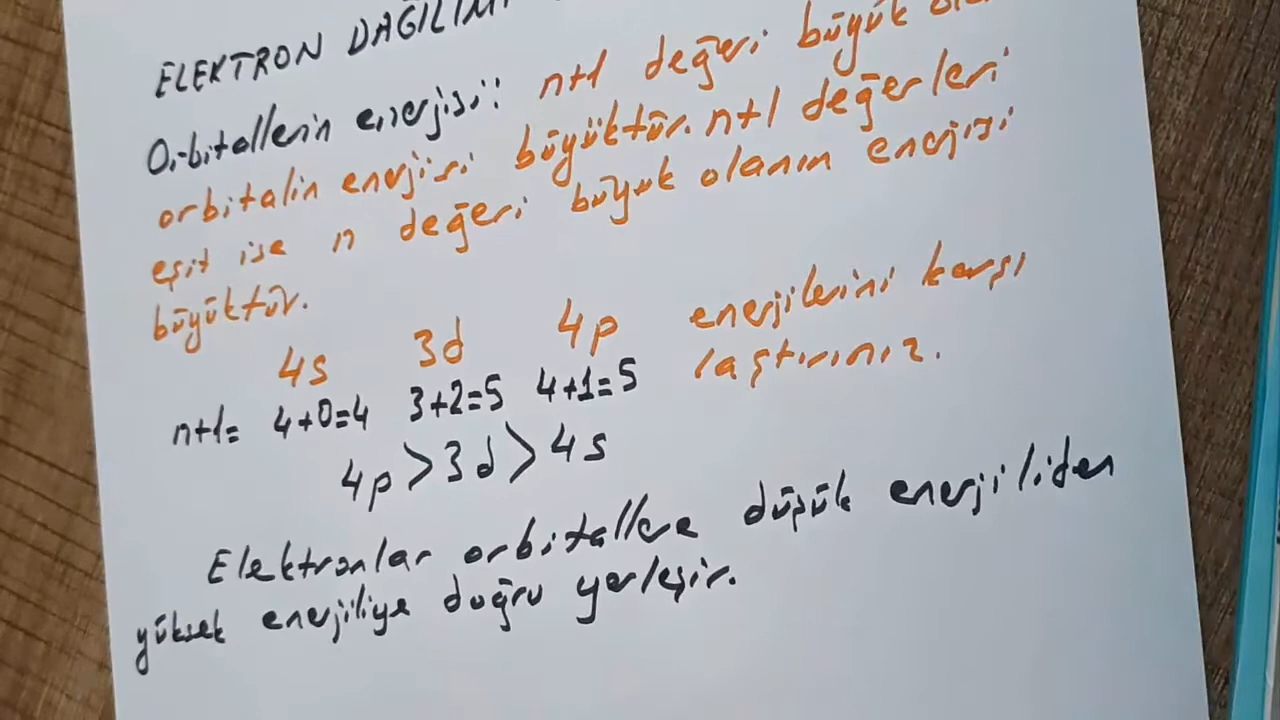 ELEKTRON DAĞILIMI
Orbitallerin enerjisi: n+l değeri büyük olan
orbitalin enerjisi büyüktür. n+l değerleri
eşit ise n değeri büyük olanın enerjisi
büyüktür.
4s 3d 4p enerjilerini karşı
laştırınız.
n+l= 4+0=4 3+2=5 4+1=5
4p>3d>4s
Elektronlar orbitallere düşük enerjiliden
yüksek enerjiliye doğru yerleşir.